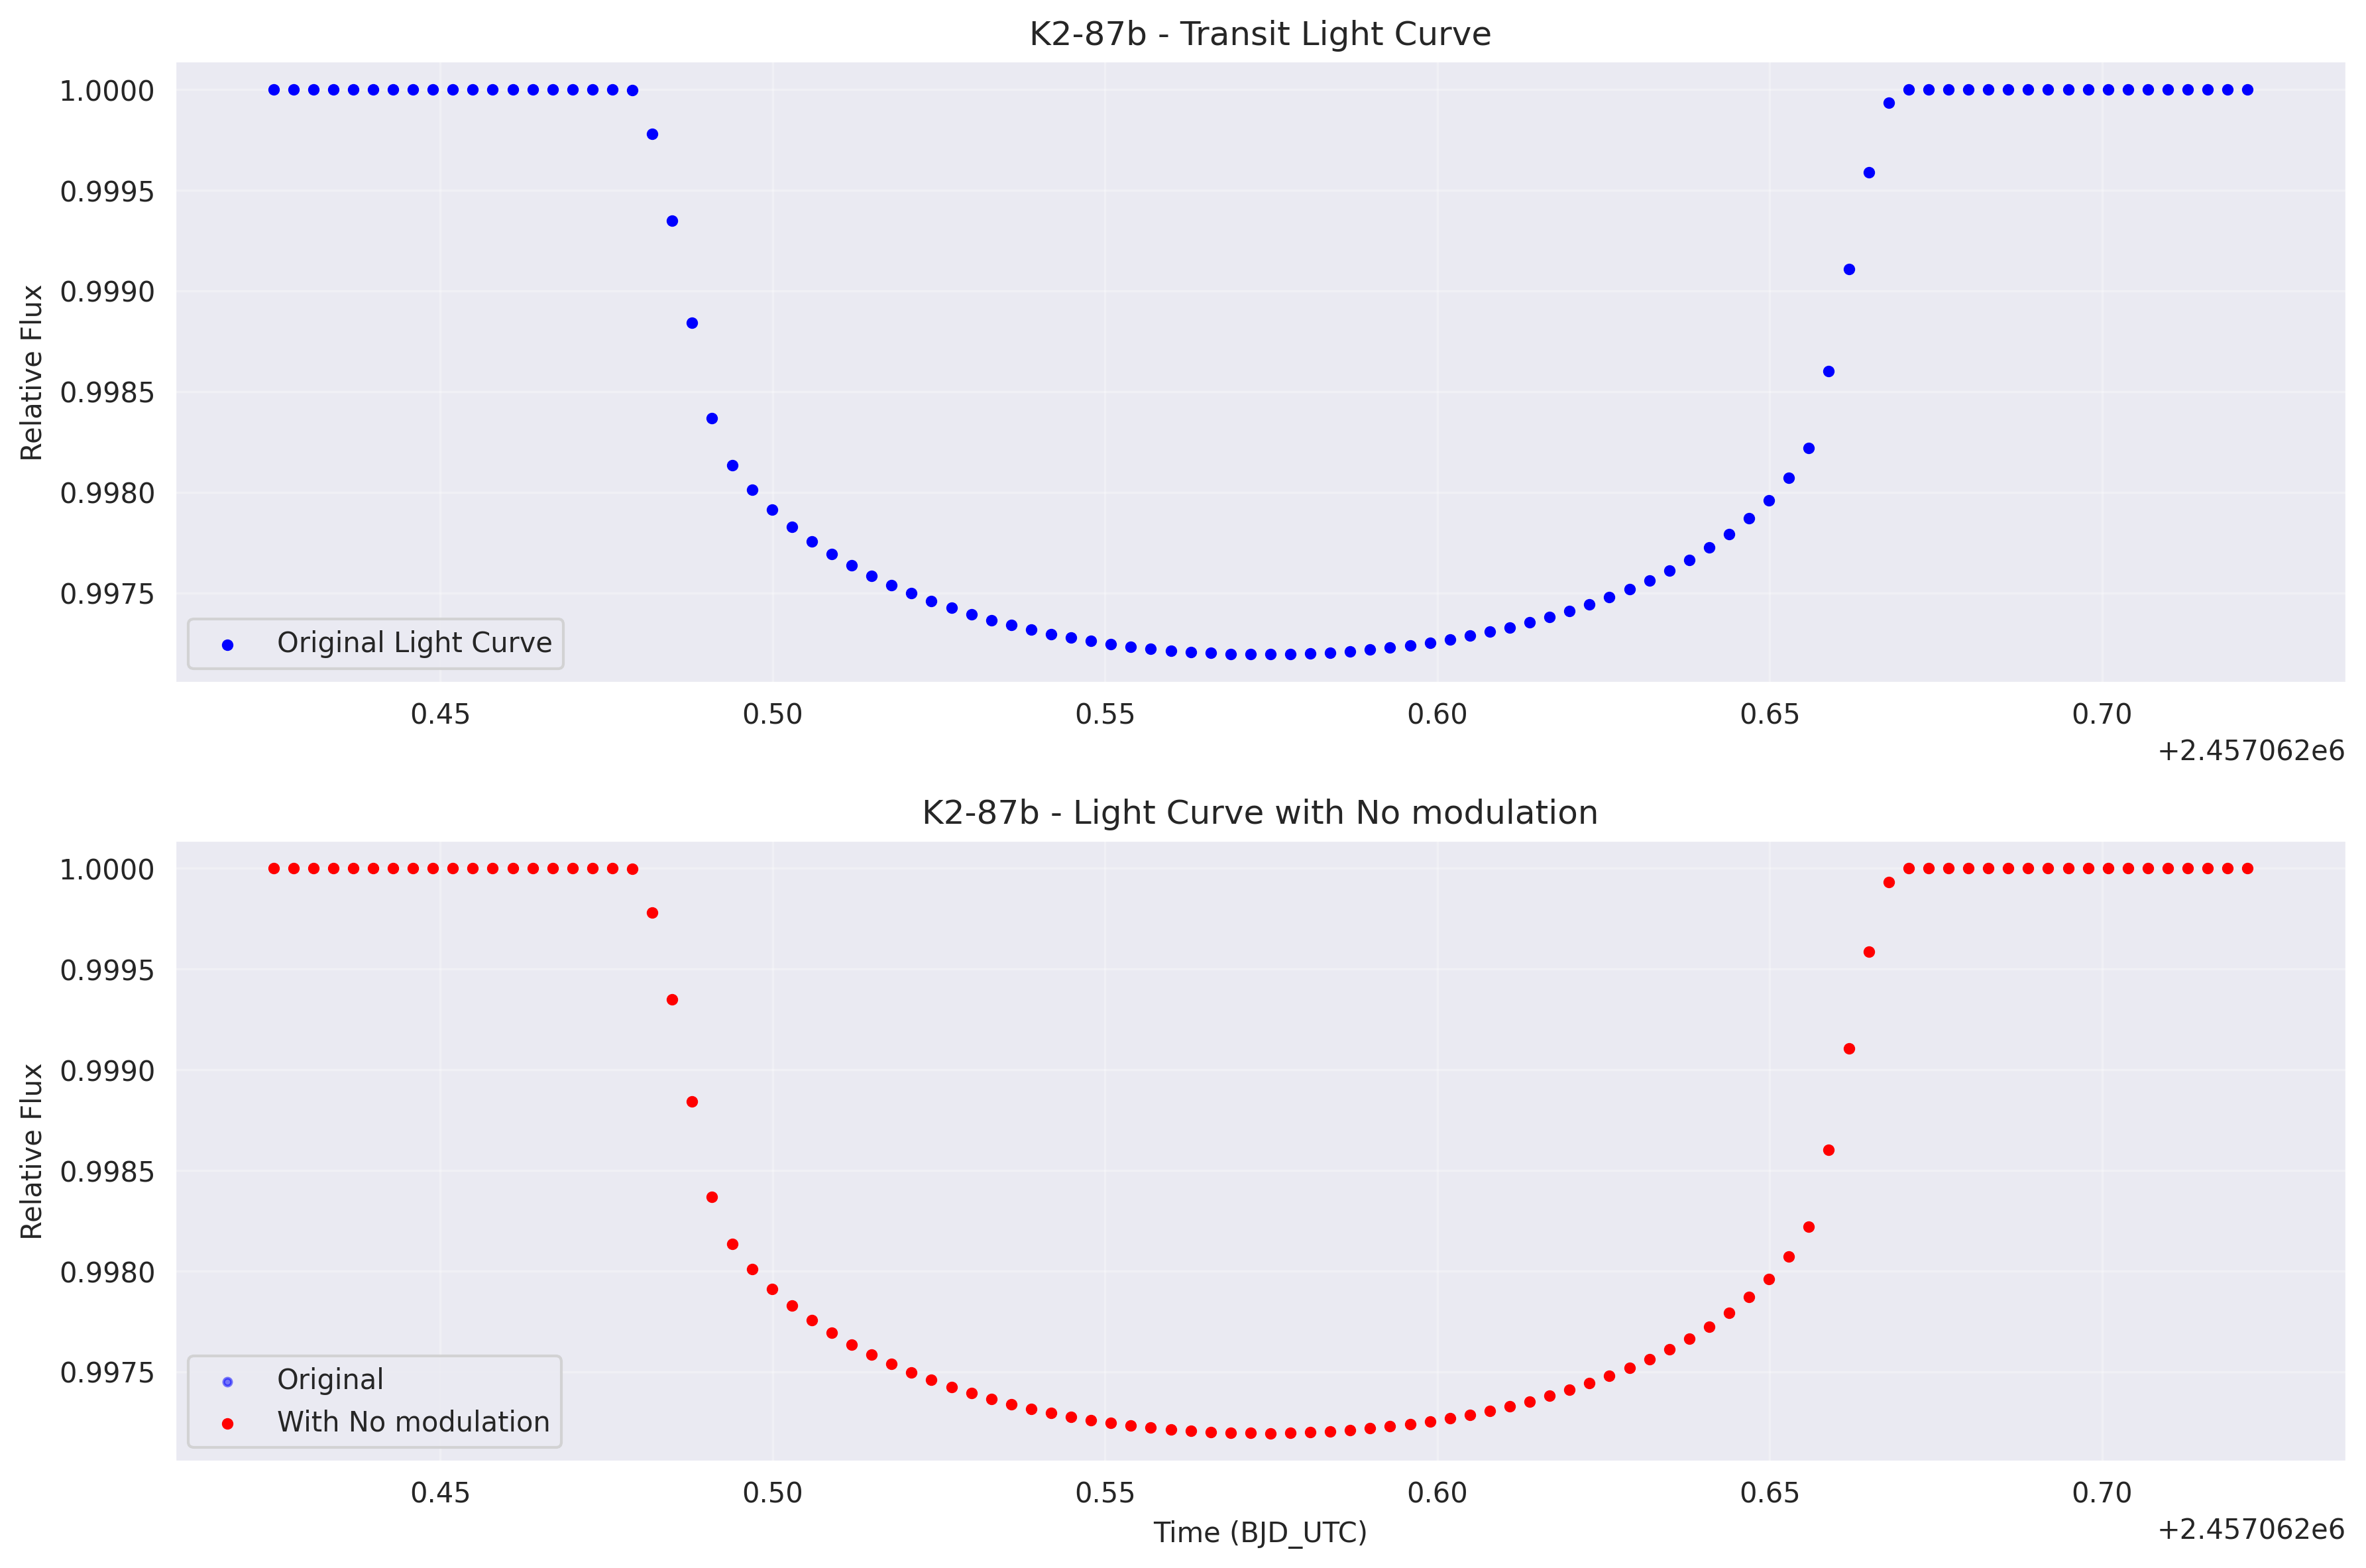 K2-87b - Transit Light Curve
1.0000
0.9995
0.9990
0.9985
0.9980
0.9975
Relative Flux
Original Light Curve
0.45 0.50 0.55 0.60 0.65 0.70
+2.457062e6
K2-87b - Light Curve with No modulation
1.0000
0.9995
0.9990
0.9985
0.9980
0.9975
Relative Flux
Original
With No modulation
0.45 0.50 0.55 0.60 0.65 0.70
Time (BJD_UTC)
+2.457062e6